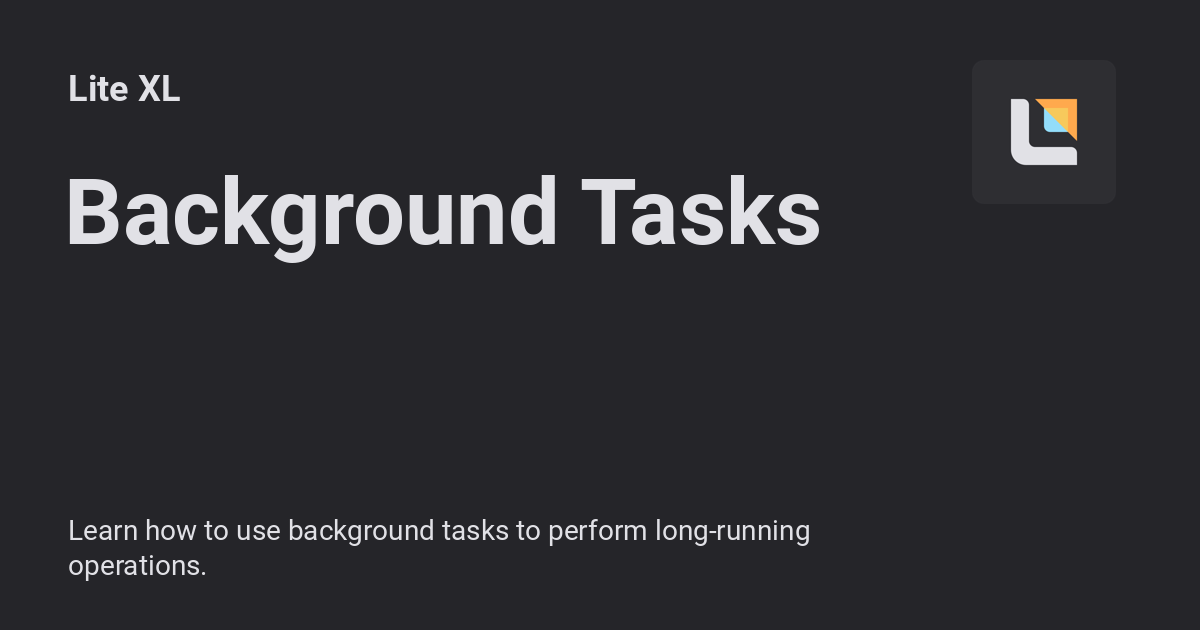 Lite XL
Background Tasks
Learn how to use background tasks to perform long-running
operations.